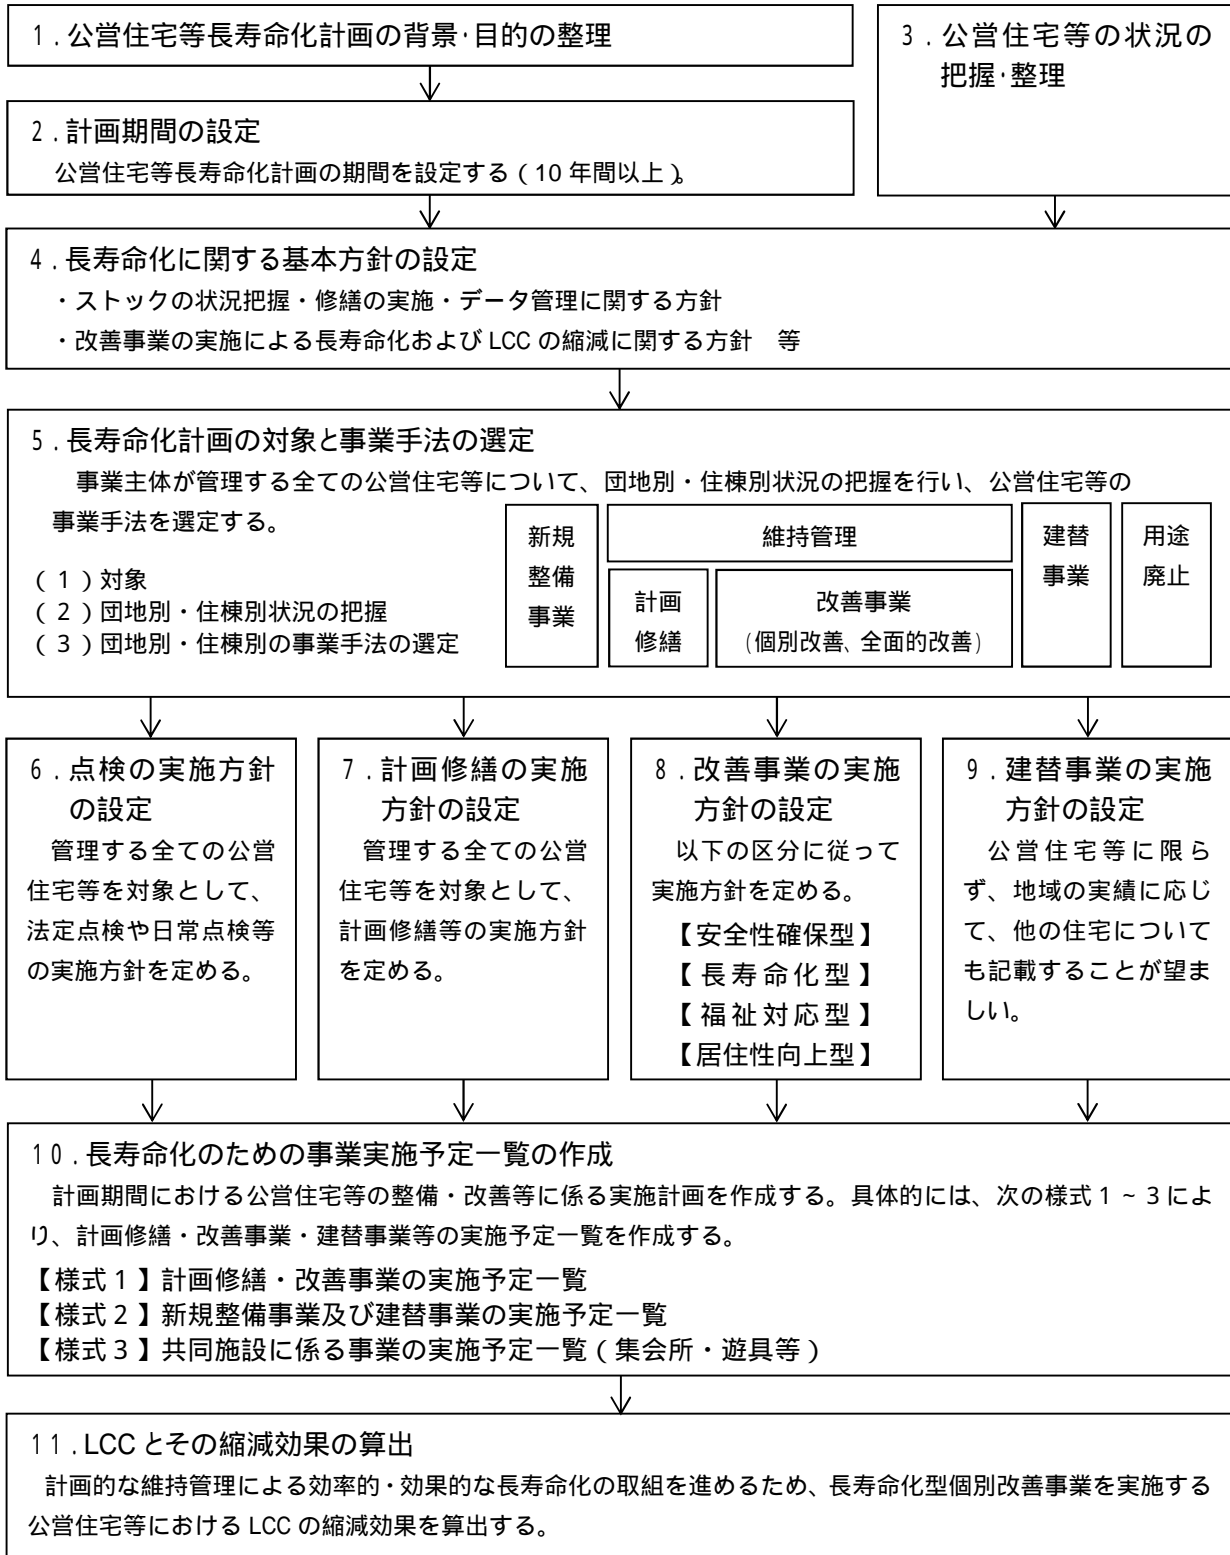 １．公営住宅等長寿命化計画の背景・目的の整理
２．計画期間の設定
公営住宅等長寿命化計画の期間を設定する（10年間以上）。
３．公営住宅等の状況の
把握・整理
４．長寿命化に関する基本方針の設定
・ストックの状況把握・修繕の実施・データ管理に関する方針
・改善事業の実施による長寿命化および LCC の縮減に関する方針　等
５．長寿命化計画の対象と事業手法の選定
事業主体が管理する全ての公営住宅等について、団地別・住棟別状況の把握を行い、公営住宅等の
事業手法を選定する。
（１）対象
（２）団地別・住棟別状況の把握
（３）団地別・住棟別の事業手法の選定
新規
整備
事業
維持管理
計画
修繕
改善事業
（個別改善、全面的改善）
建替
事業
用途
廃止
６．点検の実施方針
の設定
管理する全ての公営
住宅等を対象として、
法定点検や日常点検等
の実施方針を定める。
７．計画修繕の実施
方針の設定
管理する全ての公営
住宅等を対象として、
計画修繕等の実施方針
を定める。
８．改善事業の実施
方針の設定
以下の区分に従って
実施方針を定める。
【安全性確保型】
【長寿命化型】
【福祉対応型】
【居住性向上型】
９．建替事業の実施
方針の設定
公営住宅等に限ら
ず、地域の実績に応じ
て、他の住宅について
も記載することが望ま
しい。
１０．長寿命化のための事業実施予定一覧の作成
計画期間における公営住宅等の整備・改善等に係る実施計画を作成する。具体的には、次の様式１～３によ
り、計画修繕・改善事業・建替事業等の実施予定一覧を作成する。
【様式１】計画修繕・改善事業の実施予定一覧
【様式２】新規整備事業及び建替事業の実施予定一覧
【様式３】共同施設に係る事業の実施予定一覧（集会所・遊具等）
１１．LCC とその縮減効果の算出
計画的な維持管理による効率的・効果的な長寿命化の取組を進めるため、長寿命化型個別改善事業を実施する
公営住宅等における LCC の縮減効果を算出する。